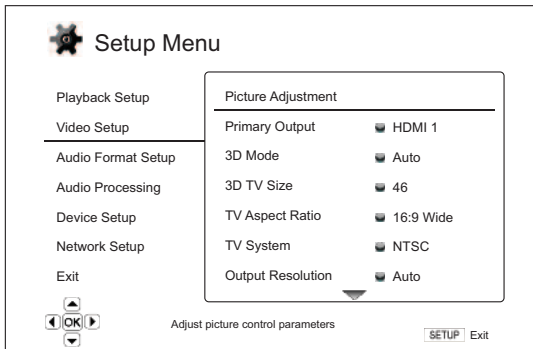 Setup Menu
Playback Setup
Video Setup
Audio Format Setup
Audio Processing
Device Setup
Network Setup
Exit
Picture Adjustment
Primary Output HDMI 1
3D Mode Auto
3D TV Size 46
TV Aspect Ratio 16:9 Wide
TV System NTSC
Output Resolution Auto
OK
Adjust picture control parameters
SETUP Exit